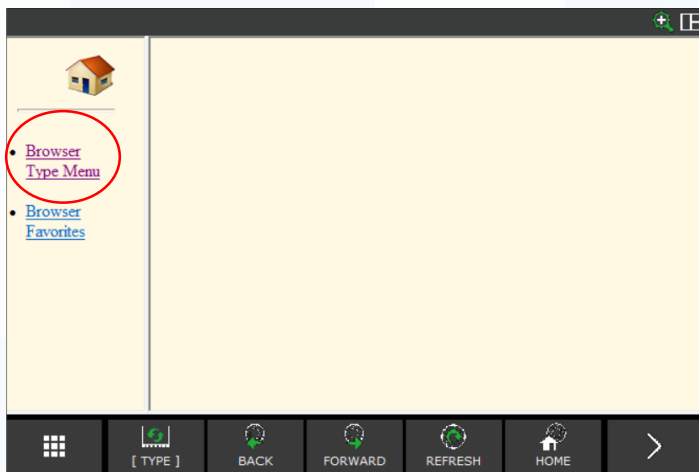 Browser
Type Menu
Browser
Favorites
[ TYPE ]
BACK
FORWARD
REFRESH
HOME